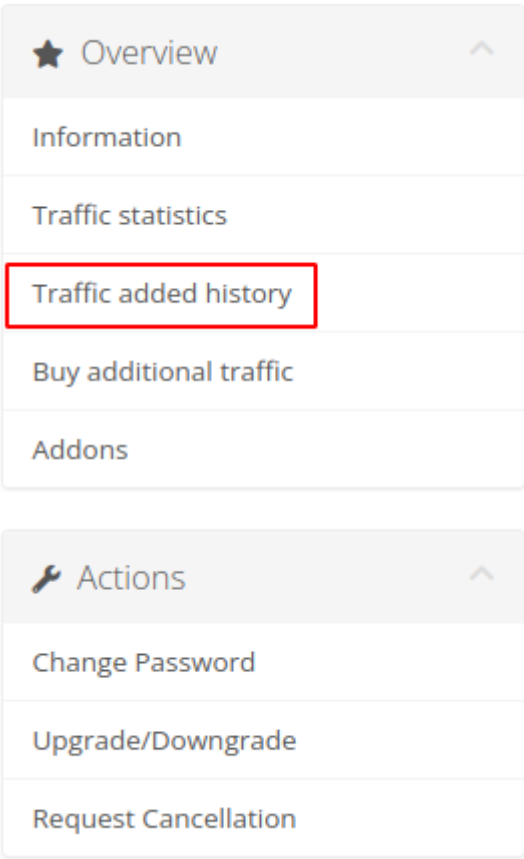 Overview
Information
Traffic statistics
Traffic added history
Buy additional traffic
Addons
Actions
Change Password
Upgrade/Downgrade
Request Cancellation